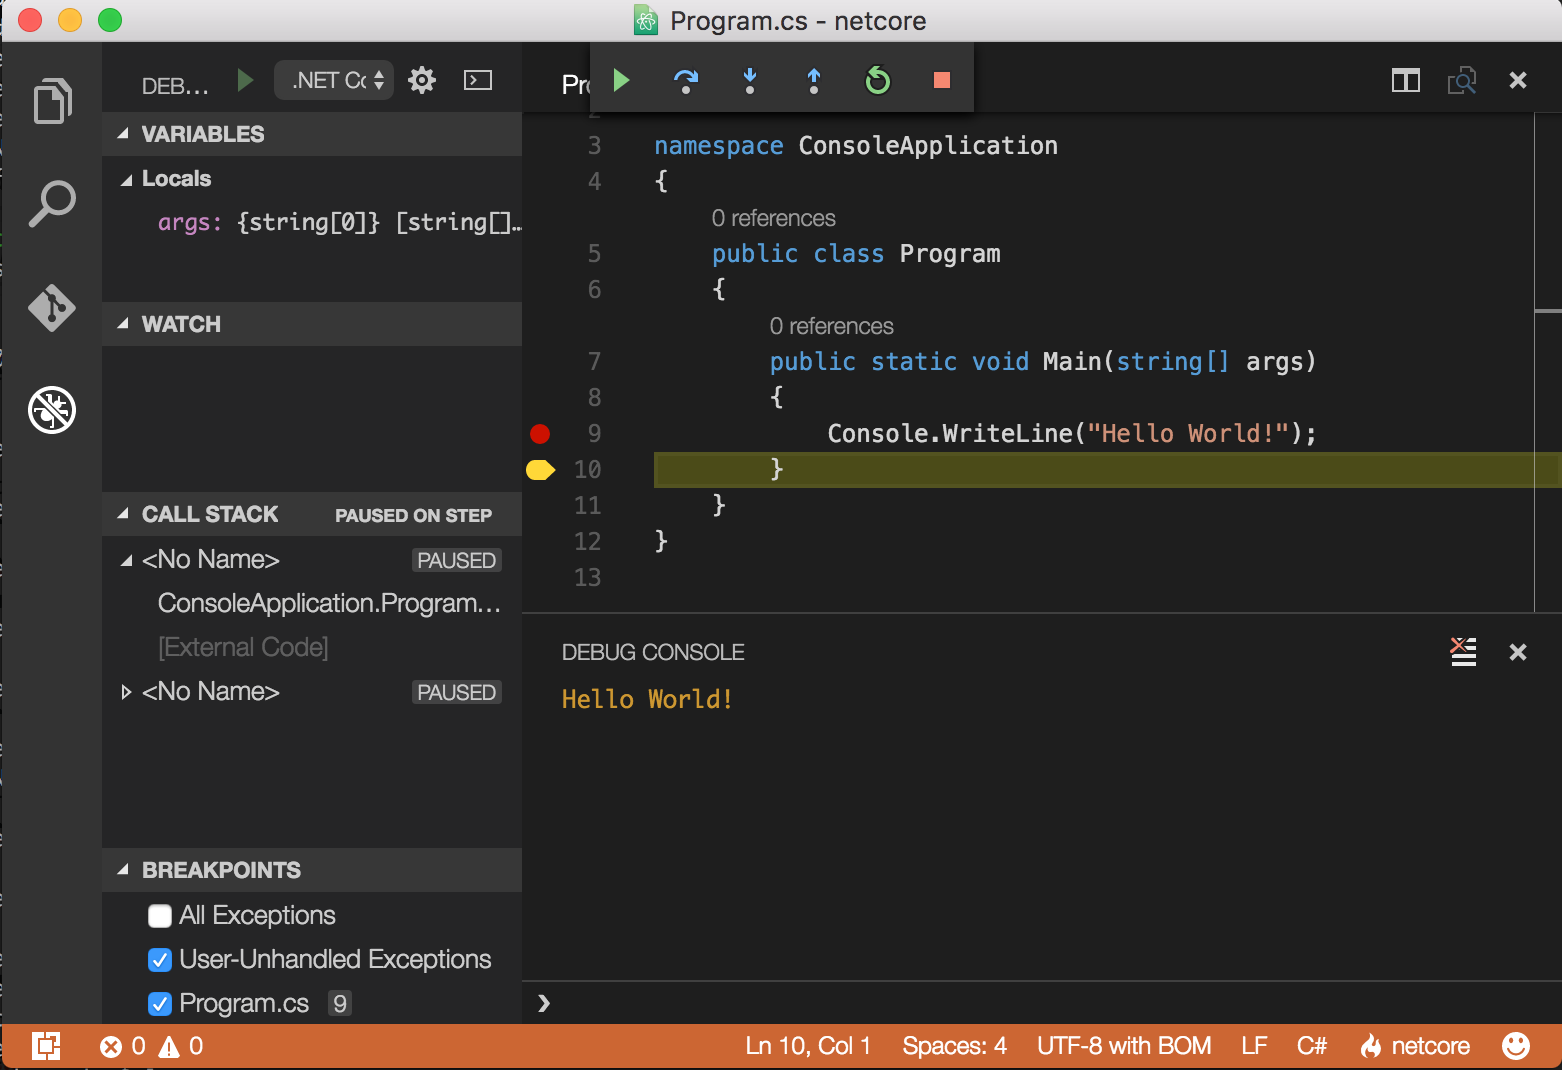 Program.cs - netcore
DEB...
.NET Co
VARIABLES
Locals
args: {string[0]} [string[]...
WATCH
CALL STACK PAUSED ON STEP
<No Name> PAUSED
ConsoleApplication.Program...
[External Code]
<No Name> PAUSED
BREAKPOINTS
All Exceptions
User-Unhandled Exceptions
Program.cs 9
Pr
2
3 namespace ConsoleApplication
4 {
0 references
5 public class Program
6 {
0 references
7 public static void Main(string[] args)
8 {
9 Console.WriteLine("Hello World!");
10 }
11 }
12 }
13
DEBUG CONSOLE
Hello World!
0 0 Ln 10, Col 1 Spaces: 4 UTF-8 with BOM LF C# netcore